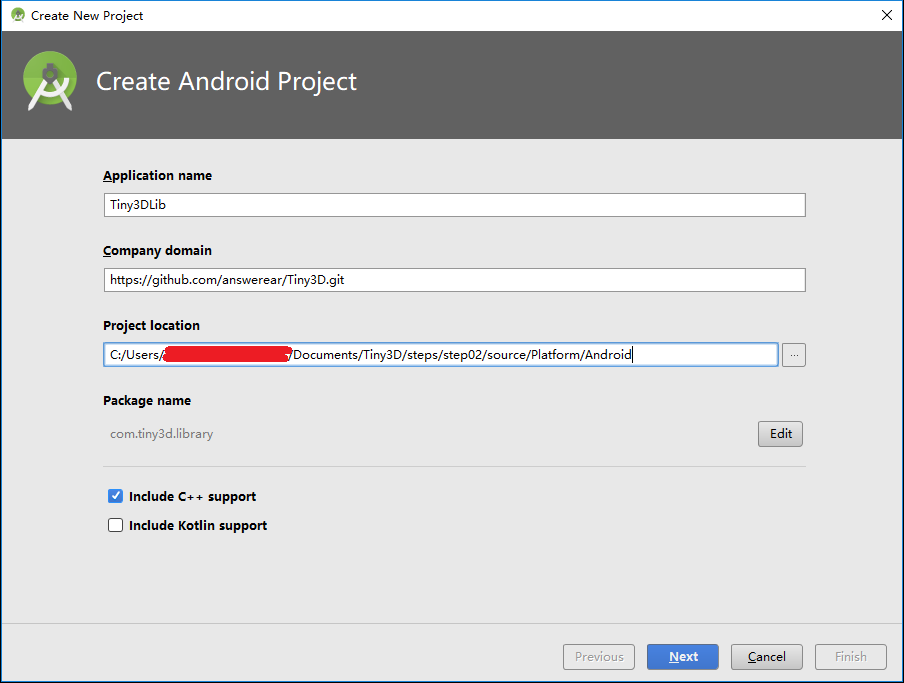 Create New Project
Create Android Project
Application name
Tiny3DLib
Company domain
https://github.com/answerear/Tiny3D.git
Project location
C:/Users/ /Documents/Tiny3D/steps/step02/source/Platform/Android
...
Package name
com.tiny3d.library
Edit
Include C++ support
Include Kotlin support
Previous Next Cancel Finish